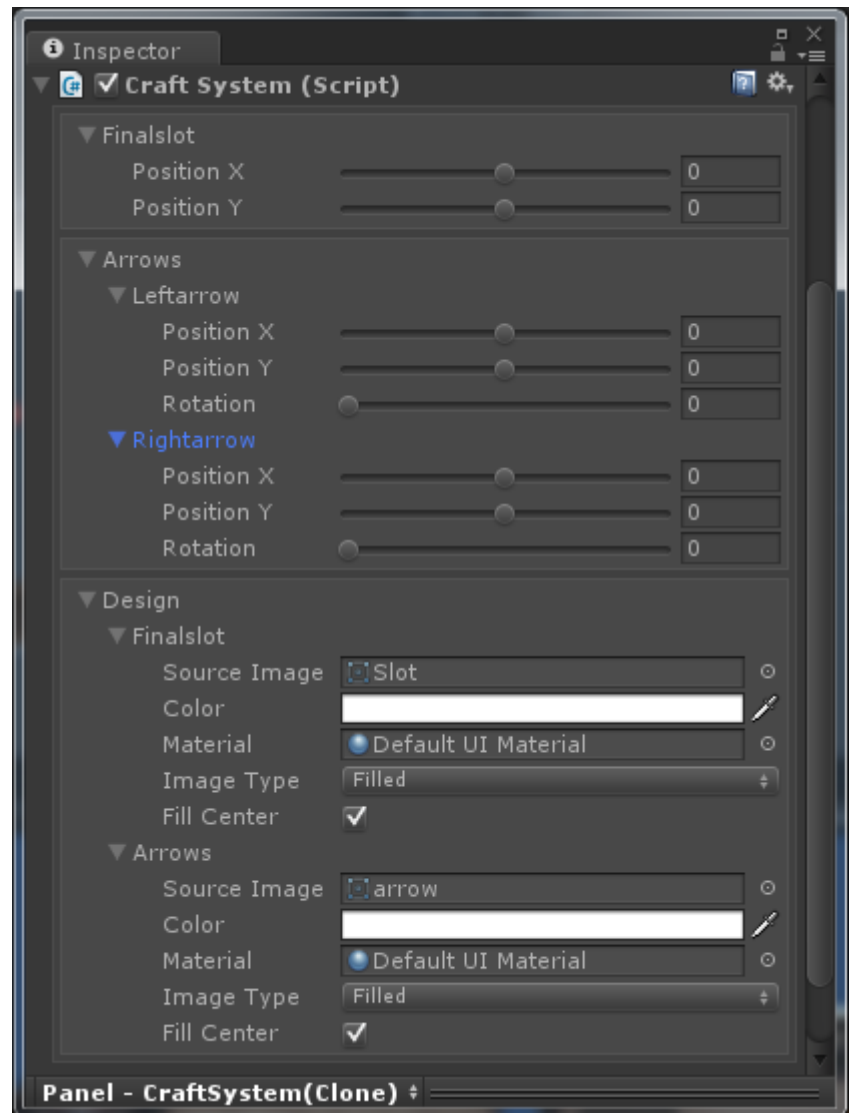 Inspector
Craft System (Script)
Finalslot
Position X 0
Position Y 0
Arrows
Leftarrow
Position X 0
Position Y 0
Rotation 0
Rightarrow
Position X 0
Position Y 0
Rotation 0
Design
Finalslot
Source Image Slot
Color
Material Default UI Material
Image Type Filled
Fill Center
Arrows
Source Image arrow
Color
Material Default UI Material
Image Type Filled
Fill Center
Panel - CraftSystem(Clone)